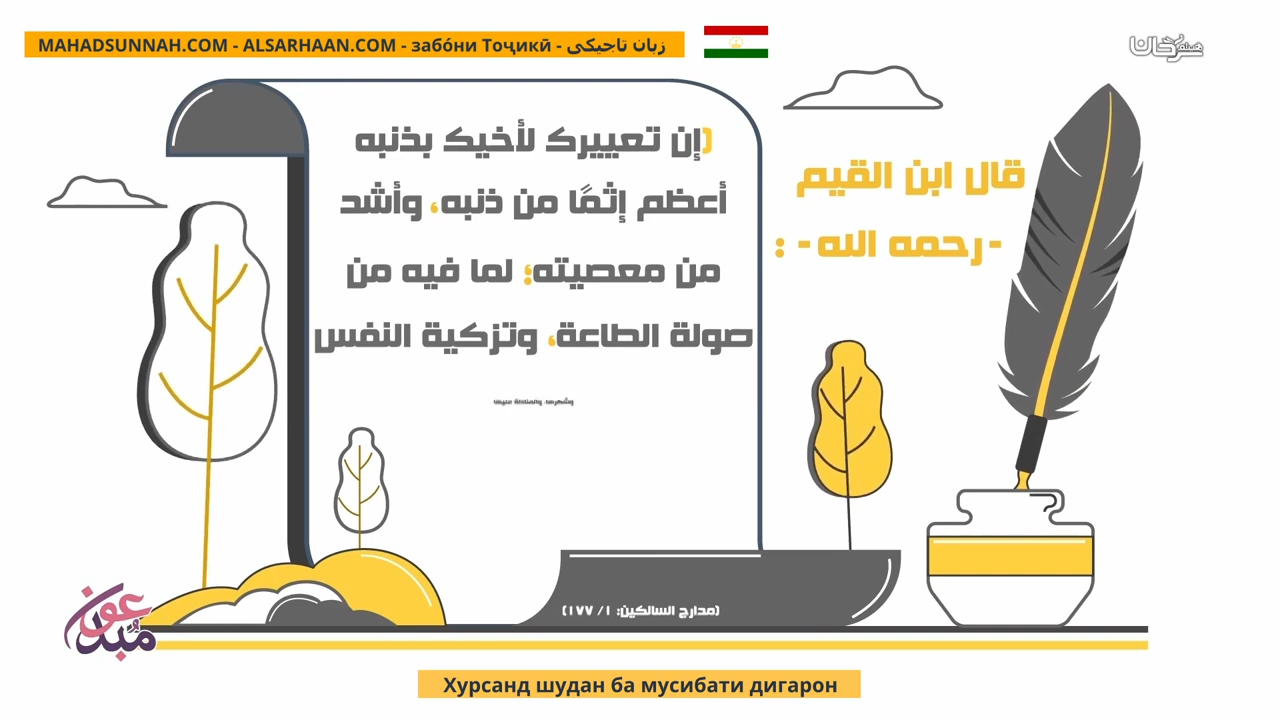 MAHADSUNNAH.COM - ALSARHAAN.COM - забо́ни Тоҷикӣ - زبان تاجیکی
سرحان
قال ابن القيم
-رحمه الله- :
(إن تعييرك لأخيك بذنبه
أعظم إثمًا من ذنبه، وأشد
من معصيته؛ لما فيه من
صولة الطاعة، وتزكية النفس
(مدارج السالكين: ١/ ١٧٧)
Хурсанд шудан ба мусибати дигарон